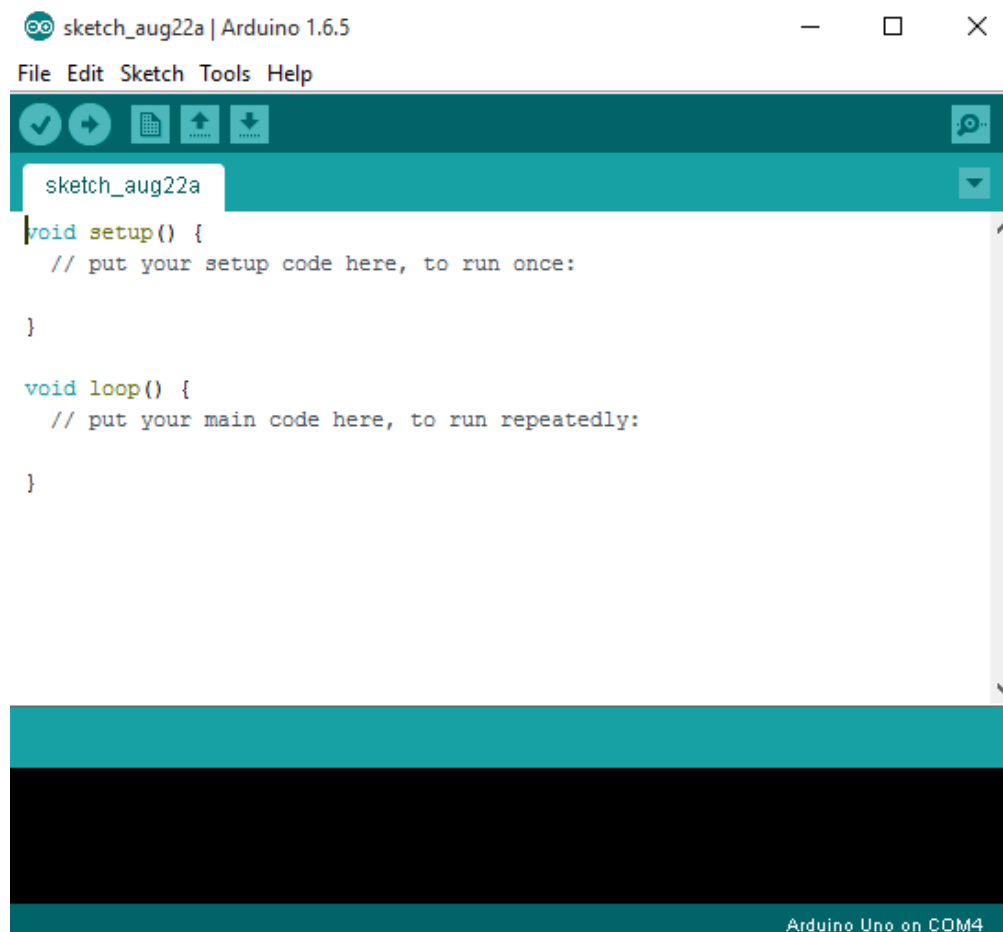 sketch_aug22a | Arduino 1.6.5
File Edit Sketch Tools Help
sketch_aug22a
void setup() {
  // put your setup code here, to run once:
}
void loop() {
  // put your main code here, to run repeatedly:
}
Arduino Uno on COM4